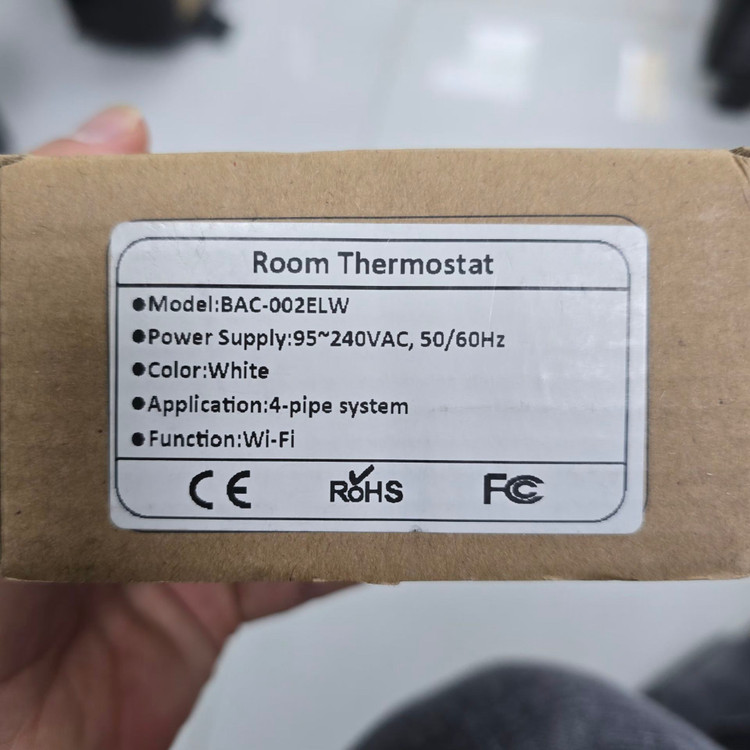 Room Thermostat
●Model:BAC-002ELW
●Power Supply:95~240VAC, 50/60Hz
●Color:White
●Application:4-pipe system
●Function:Wi-Fi
CE RoHS FC